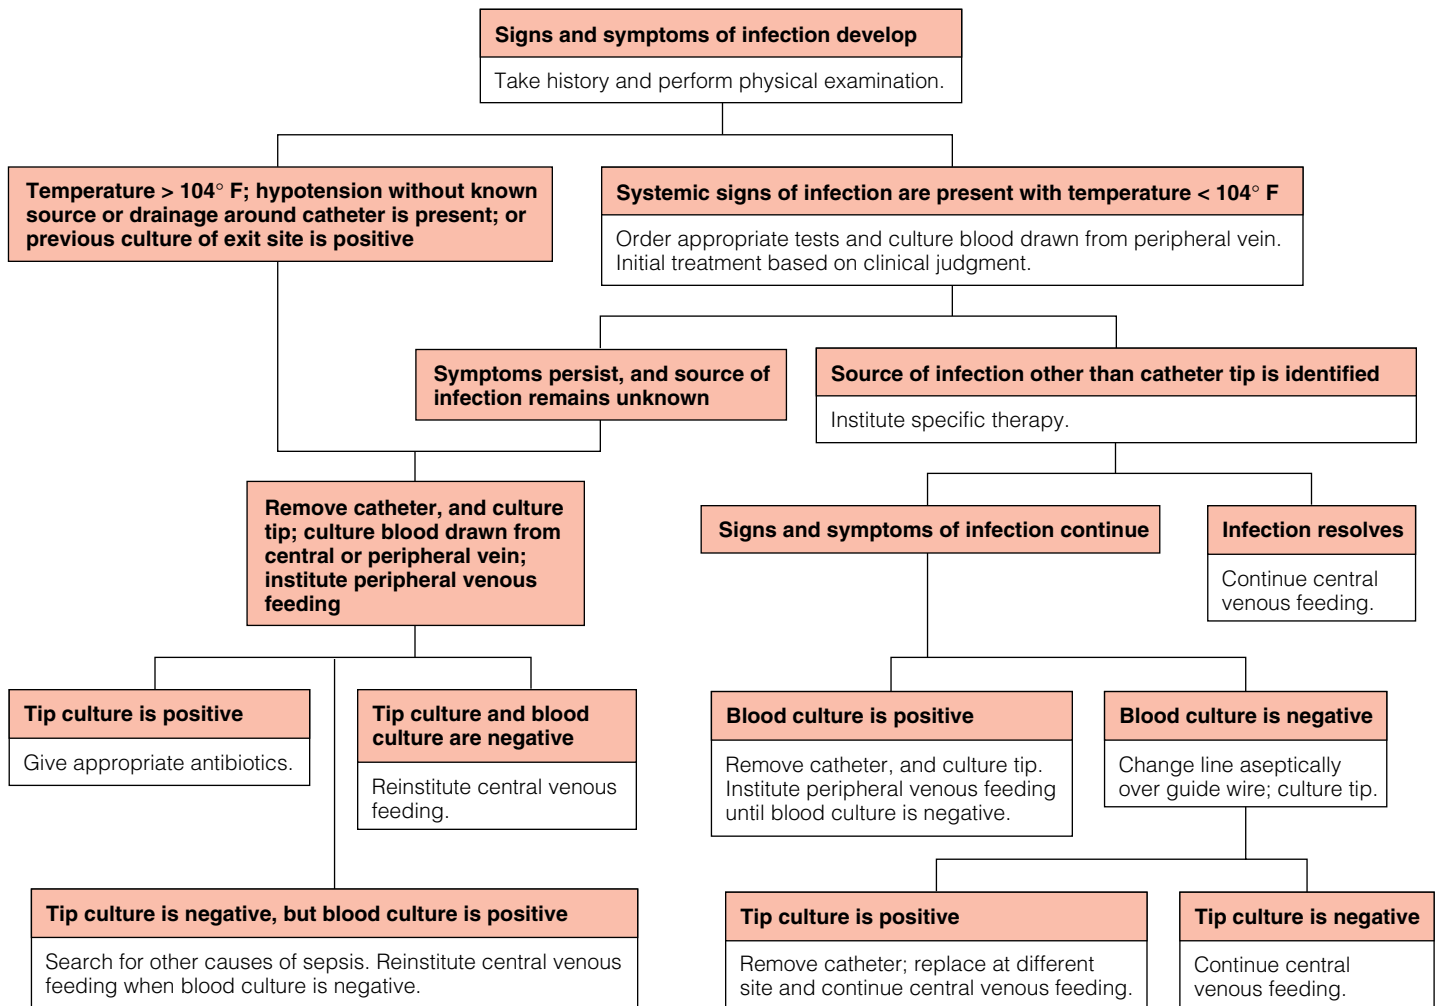 Signs and symptoms of infection develop
Take history and perform physical examination.
Temperature > 104° F; hypotension without known
source or drainage around catheter is present; or
previous culture of exit site is positive
Systemic signs of infection are present with temperature < 104° F
Order appropriate tests and culture blood drawn from peripheral vein.
Initial treatment based on clinical judgment.
Symptoms persist, and source of
infection remains unknown
Source of infection other than catheter tip is identified
Institute specific therapy.
Remove catheter, and culture
tip; culture blood drawn from
central or peripheral vein;
institute peripheral venous
feeding
Signs and symptoms of infection continue
Infection resolves
Continue central
venous feeding.
Tip culture is positive
Give appropriate antibiotics.
Tip culture and blood
culture are negative
Reinstitute central venous
feeding.
Blood culture is positive
Remove catheter, and culture tip.
Institute peripheral venous feeding
until blood culture is negative.
Blood culture is negative
Change line aseptically
over guide wire; culture tip.
Tip culture is negative, but blood culture is positive
Search for other causes of sepsis. Reinstitute central venous
feeding when blood culture is negative.
Tip culture is positive
Remove catheter; replace at different
site and continue central venous feeding.
Tip culture is negative
Continue central
venous feeding.